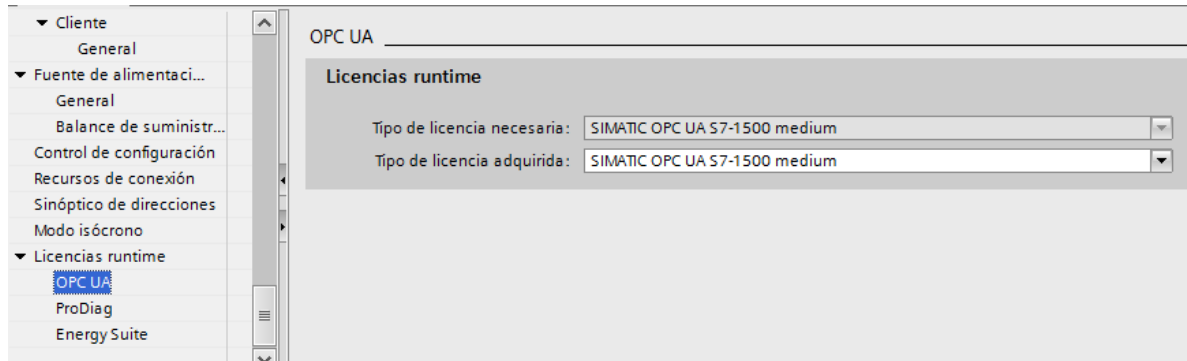 Cliente
General
Fuente de alimentaci...
General
Balance de suministr...
Control de configuración
Recursos de conexión
Sinóptico de direcciones
Modo isócrono
Licencias runtime
OPC UA
ProDiag
Energy Suite
OPC UA
Licencias runtime
Tipo de licencia necesaria: SIMATIC OPC UA S7-1500 medium
Tipo de licencia adquirida: SIMATIC OPC UA S7-1500 medium